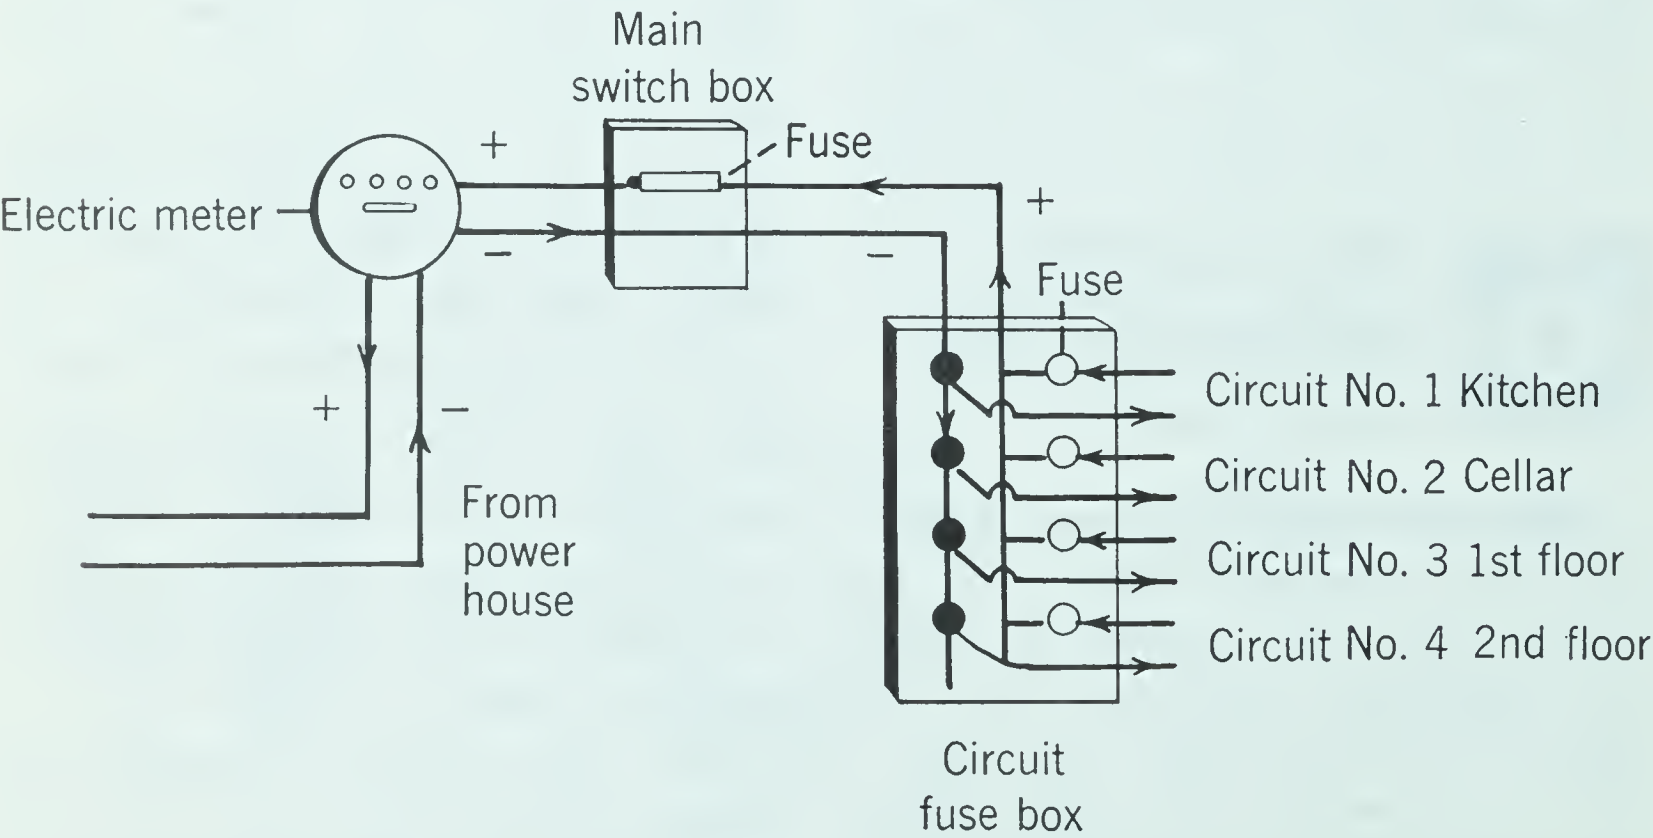 Main
switch box
+
Fuse
Electric meter
+
−
−
Fuse
+
−
From
power
house
Circuit No. 1 Kitchen
Circuit No. 2 Cellar
Circuit No. 3 1st floor
Circuit No. 4 2nd floor
Circuit
fuse box